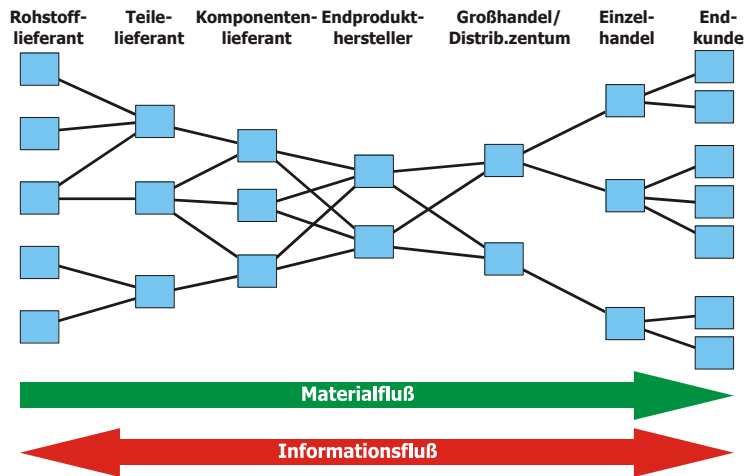 Rohstoff-
lieferant
Teile-
lieferant
Komponenten-
lieferant
Endprodukt-
hersteller
Großhandel/
Distrib.zentum
Einzel-
handel
End-
kunde
Materialfluß
Informationsfluß